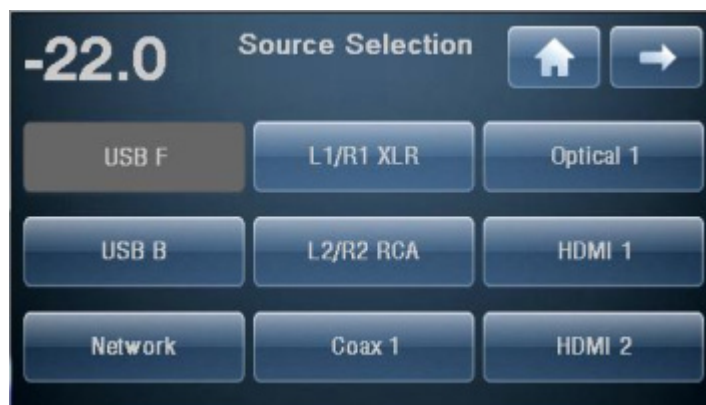 -22.0 Source Selection
USB F L1/R1 XLR Optical 1
USB B L2/R2 RCA HDMI 1
Network Coax 1 HDMI 2